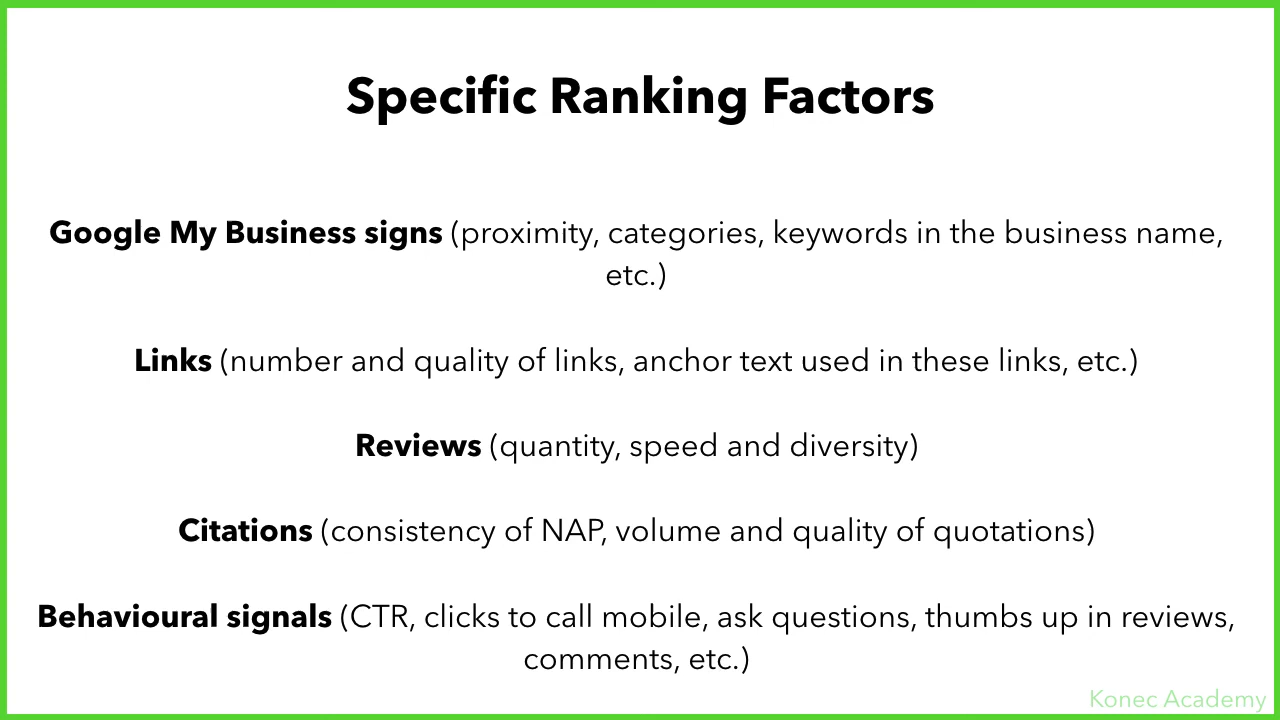 Specific Ranking Factors
Google My Business signs (proximity, categories, keywords in the business name,
etc.)
Links (number and quality of links, anchor text used in these links, etc.)
Reviews (quantity, speed and diversity)
Citations (consistency of NAP, volume and quality of quotations)
Behavioural signals (CTR, clicks to call mobile, ask questions, thumbs up in reviews,
comments, etc.)
Konec Academy